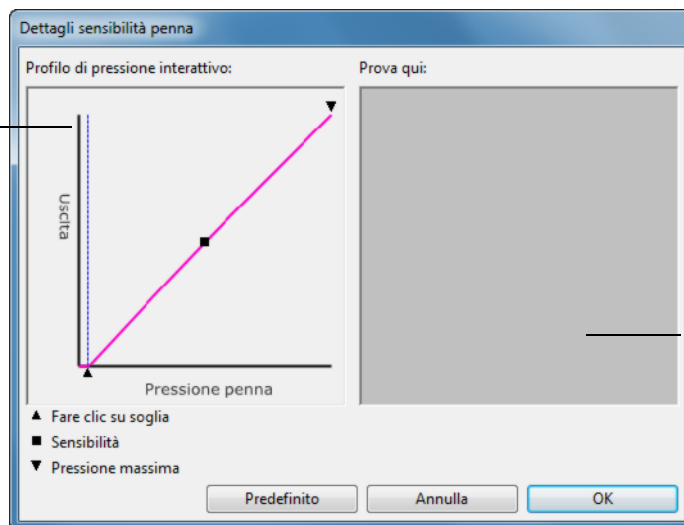 Dettagli sensibilità penna
Profilo di pressione interattivo:
Prova qui:
Uscita
Pressione penna
Fare clic su soglia
Sensibilità
Pressione massima
Predefinito
Annulla
OK